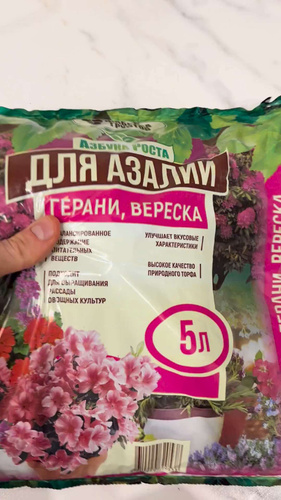 АЗБУКА РОСТА
ДЛЯ АЗАЛИИ
ГЕРАНИ, ВЕРЕСКА
УЛУЧШАЕТ ВКУСОВЫЕ
ХАРАКТЕРИСТИКИ
ВЕЩЕСТВ
ВЫСОКОЕ КАЧЕСТВО
ПРИРОДНОГО ТОРФА
ДЛЯ ВЫРАЩИВАНИЯ
РАССАДЫ
ОВОЩНЫХ КУЛЬТУР
5л
ГЕРАНИ, ВЕРЕСКА